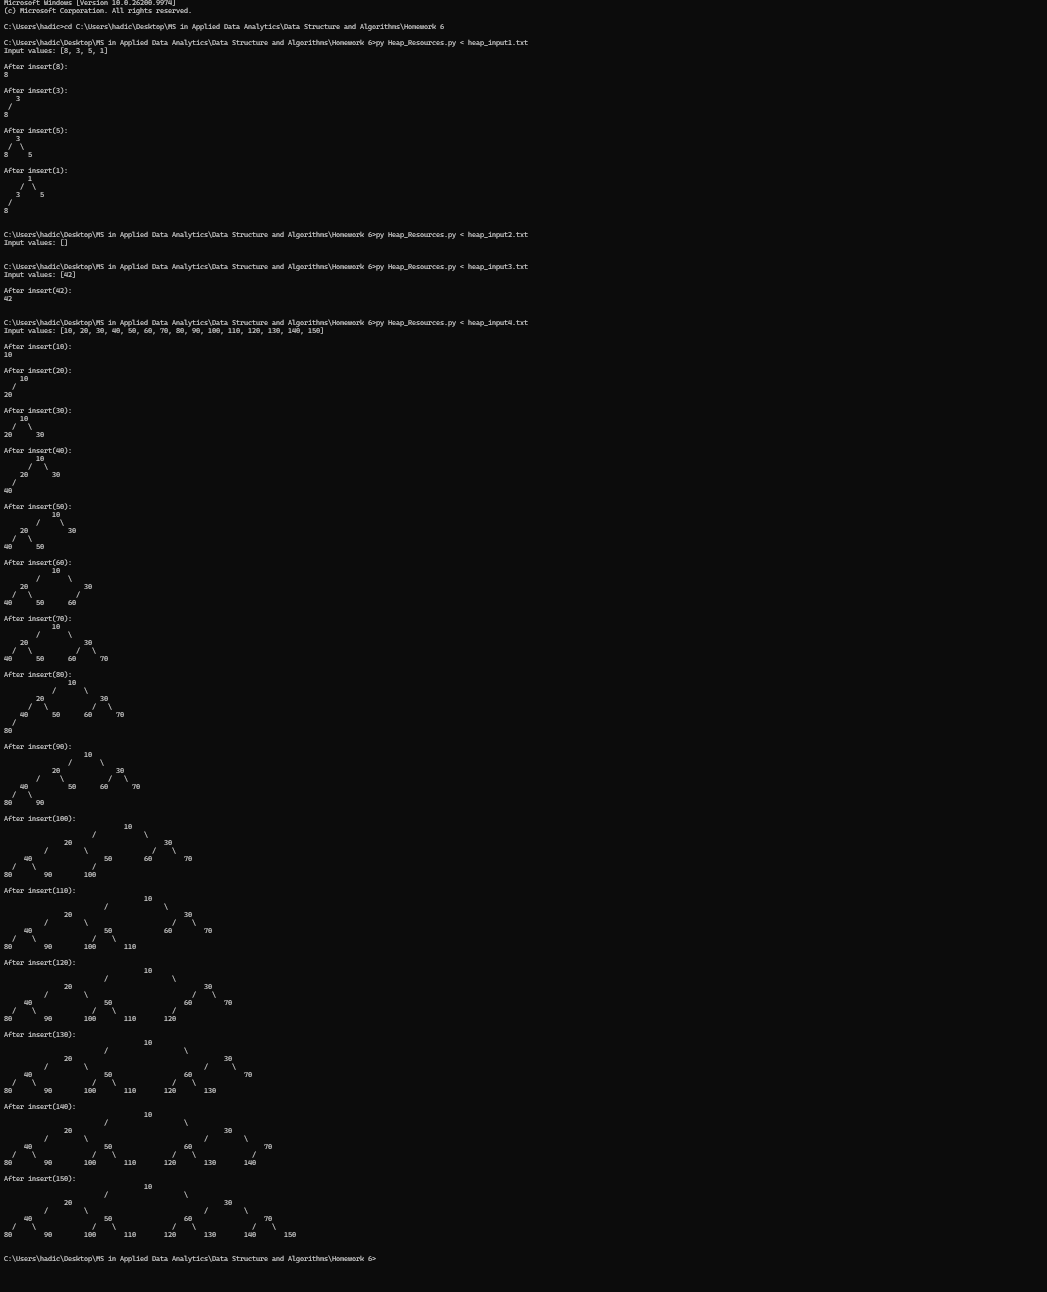 Microsoft Windows [Version 10.0.26200.9974]
(c) Microsoft Corporation. All rights reserved.
C:\Users\hadic>cd C:\Users\hadic\Desktop\MS in Applied Data Analytics\Data Structure and Algorithms\Homework 6
C:\Users\hadic\Desktop\MS in Applied Data Analytics\Data Structure and Algorithms\Homework 6>py Heap_Resources.py < heap_input1.txt
Input values: [8, 3, 5, 1]
After insert(8):
8
After insert(3):
3
/
8
After insert(5):
3
/ \
8 5
After insert(1):
1
/ \
3 5
/
8
C:\Users\hadic\Desktop\MS in Applied Data Analytics\Data Structure and Algorithms\Homework 6>py Heap_Resources.py < heap_input2.txt
Input values: []
C:\Users\hadic\Desktop\MS in Applied Data Analytics\Data Structure and Algorithms\Homework 6>py Heap_Resources.py < heap_input3.txt
Input values: [42]
After insert(42):
42
C:\Users\hadic\Desktop\MS in Applied Data Analytics\Data Structure and Algorithms\Homework 6>py Heap_Resources.py < heap_input4.txt
Input values: [10, 20, 30, 40, 50, 60, 70, 80, 90, 100, 110, 120, 130, 140, 150]
After insert(10):
10
After insert(20):
10
/
20
After insert(30):
10
/ \
20 30
After insert(40):
10
/ \
20 30
/
40
After insert(50):
10
/ \
20 30
/ \
40 50
After insert(60):
10
/ \
20 30
/ \ /
40 50 60
After insert(70):
10
/ \
20 30
/ \ / \
40 50 60 70
After insert(80):
10
/ \
20 30
/ \ / \
40 50 60 70
/
80
After insert(90):
10
/ \
20 30
/ \ / \
40 50 60 70
/ \
80 90
After insert(100):
10
/ \
20 30
/ \ / \
40 50 60 70
/ \ /
80 90 100
After insert(110):
10
/ \
20 30
/ \ / \
40 50 60 70
/ \ / \
80 90 100 110
After insert(120):
10
/ \
20 30
/ \ / \
40 50 60 70
/ \ / \ /
80 90 100 110 120
After insert(130):
10
/ \
20 30
/ \ / \
40 50 60 70
/ \ / \ / \
80 90 100 110 120 130
After insert(140):
10
/ \
20 30
/ \ / \
40 50 60 70
/ \ / \ / \ /
80 90 100 110 120 130 140
After insert(150):
10
/ \
20 30
/ \ / \
40 50 60 70
/ \ / \ / \ / \
80 90 100 110 120 130 140 150
C:\Users\hadic\Desktop\MS in Applied Data Analytics\Data Structure and Algorithms\Homework 6>